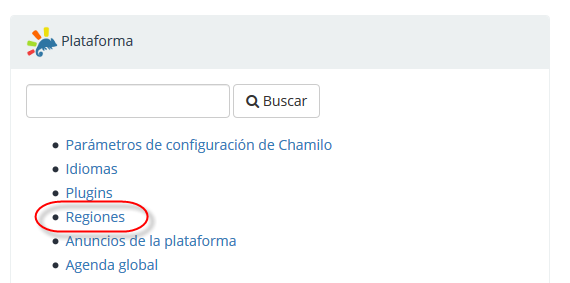 Plataforma
Buscar
Parámetros de configuración de Chamilo
Idiomas
Plugins
Regiones
Anuncios de la plataforma
Agenda global